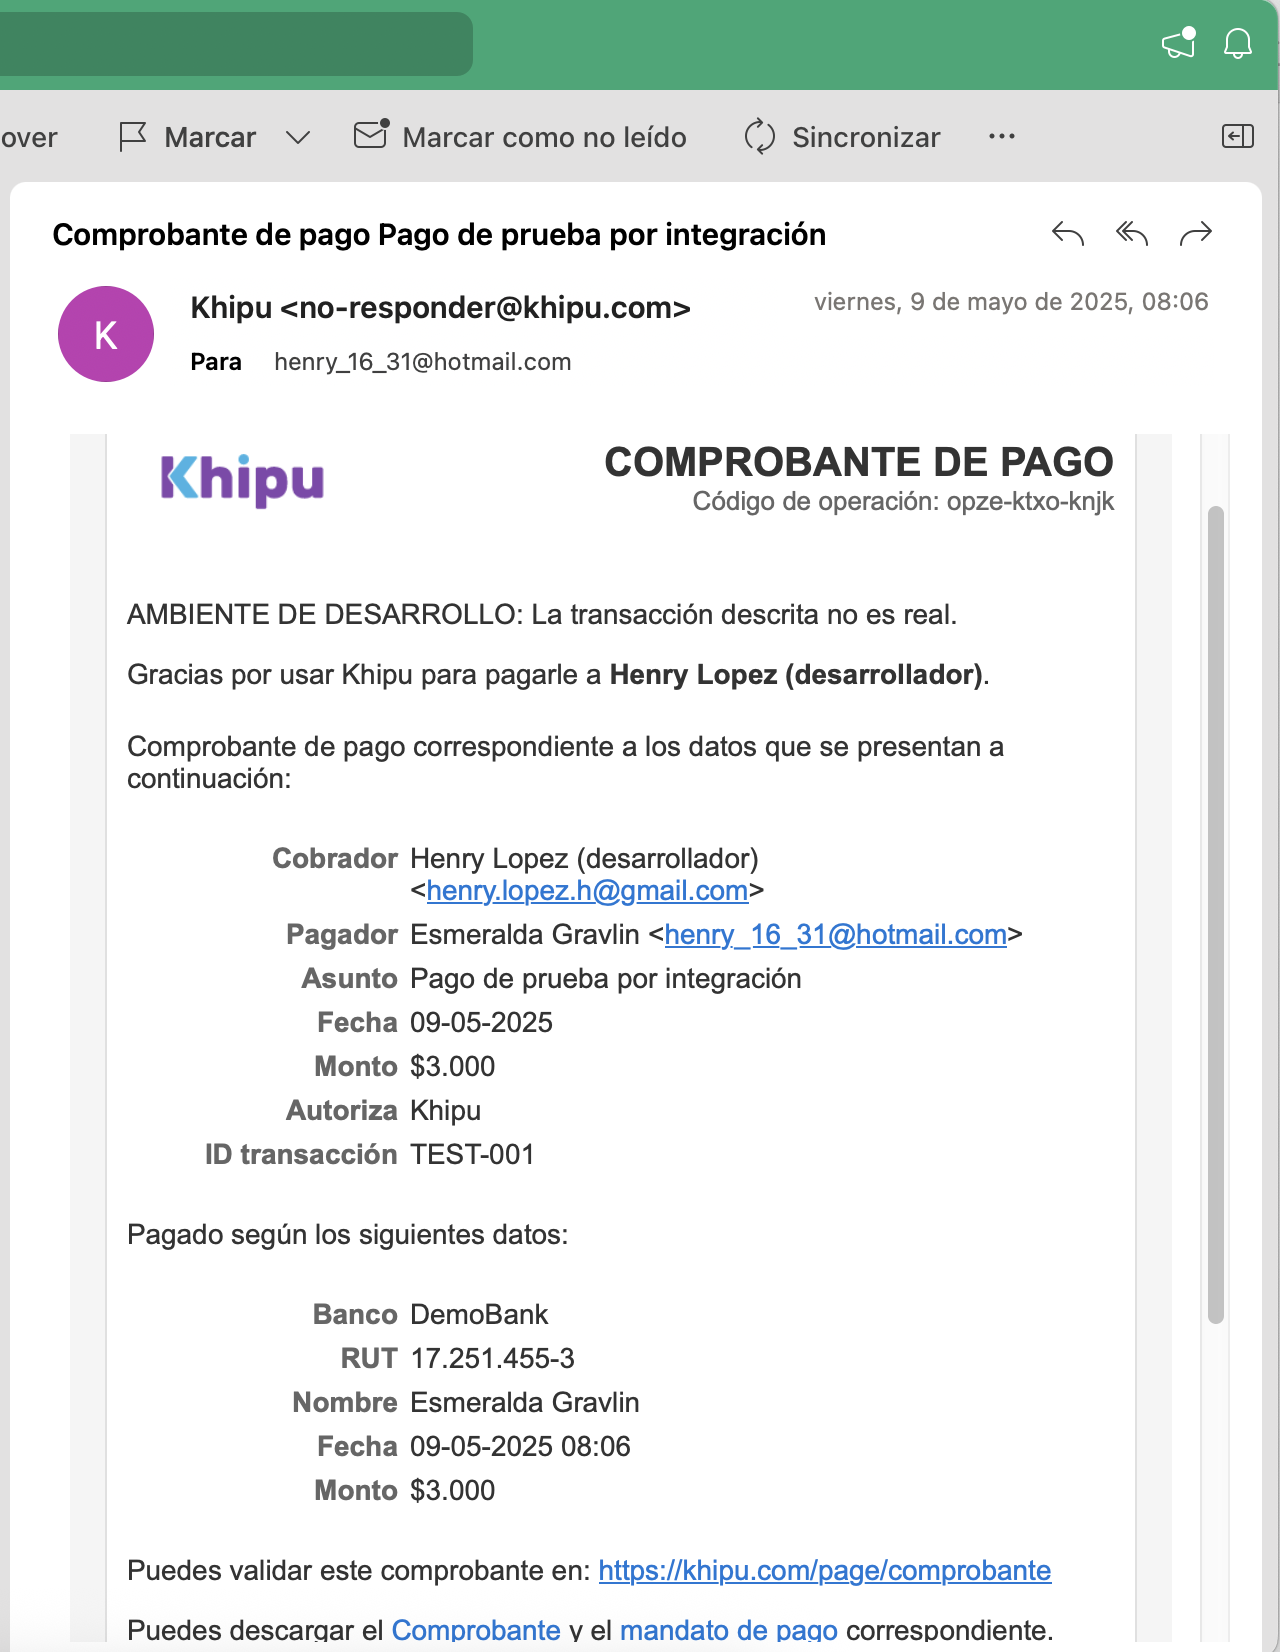 over
Marcar
Marcar como no leído
Sincronizar
Comprobante de pago Pago de prueba por integración
K
Khipu <no-responder@khipu.com>
viernes, 9 de mayo de 2025, 08:06
Para henry_16_31@hotmail.com
Khipu
COMPROBANTE DE PAGO
Código de operación: opze-ktxo-knjk
AMBIENTE DE DESARROLLO: La transacción descrita no es real.
Gracias por usar Khipu para pagarle a Henry Lopez (desarrollador).
Comprobante de pago correspondiente a los datos que se presentan a
continuación:
Cobrador Henry Lopez (desarrollador)
<henry.lopez.h@gmail.com>
Pagador Esmeralda Gravlin <henry_16_31@hotmail.com>
Asunto Pago de prueba por integración
Fecha 09-05-2025
Monto $3.000
Autoriza Khipu
ID transacción TEST-001
Pagado según los siguientes datos:
Banco DemoBank
RUT 17.251.455-3
Nombre Esmeralda Gravlin
Fecha 09-05-2025 08:06
Monto $3.000
Puedes validar este comprobante en: https://khipu.com/page/comprobante
Puedes descargar el Comprobante y el mandato de pago correspondiente.